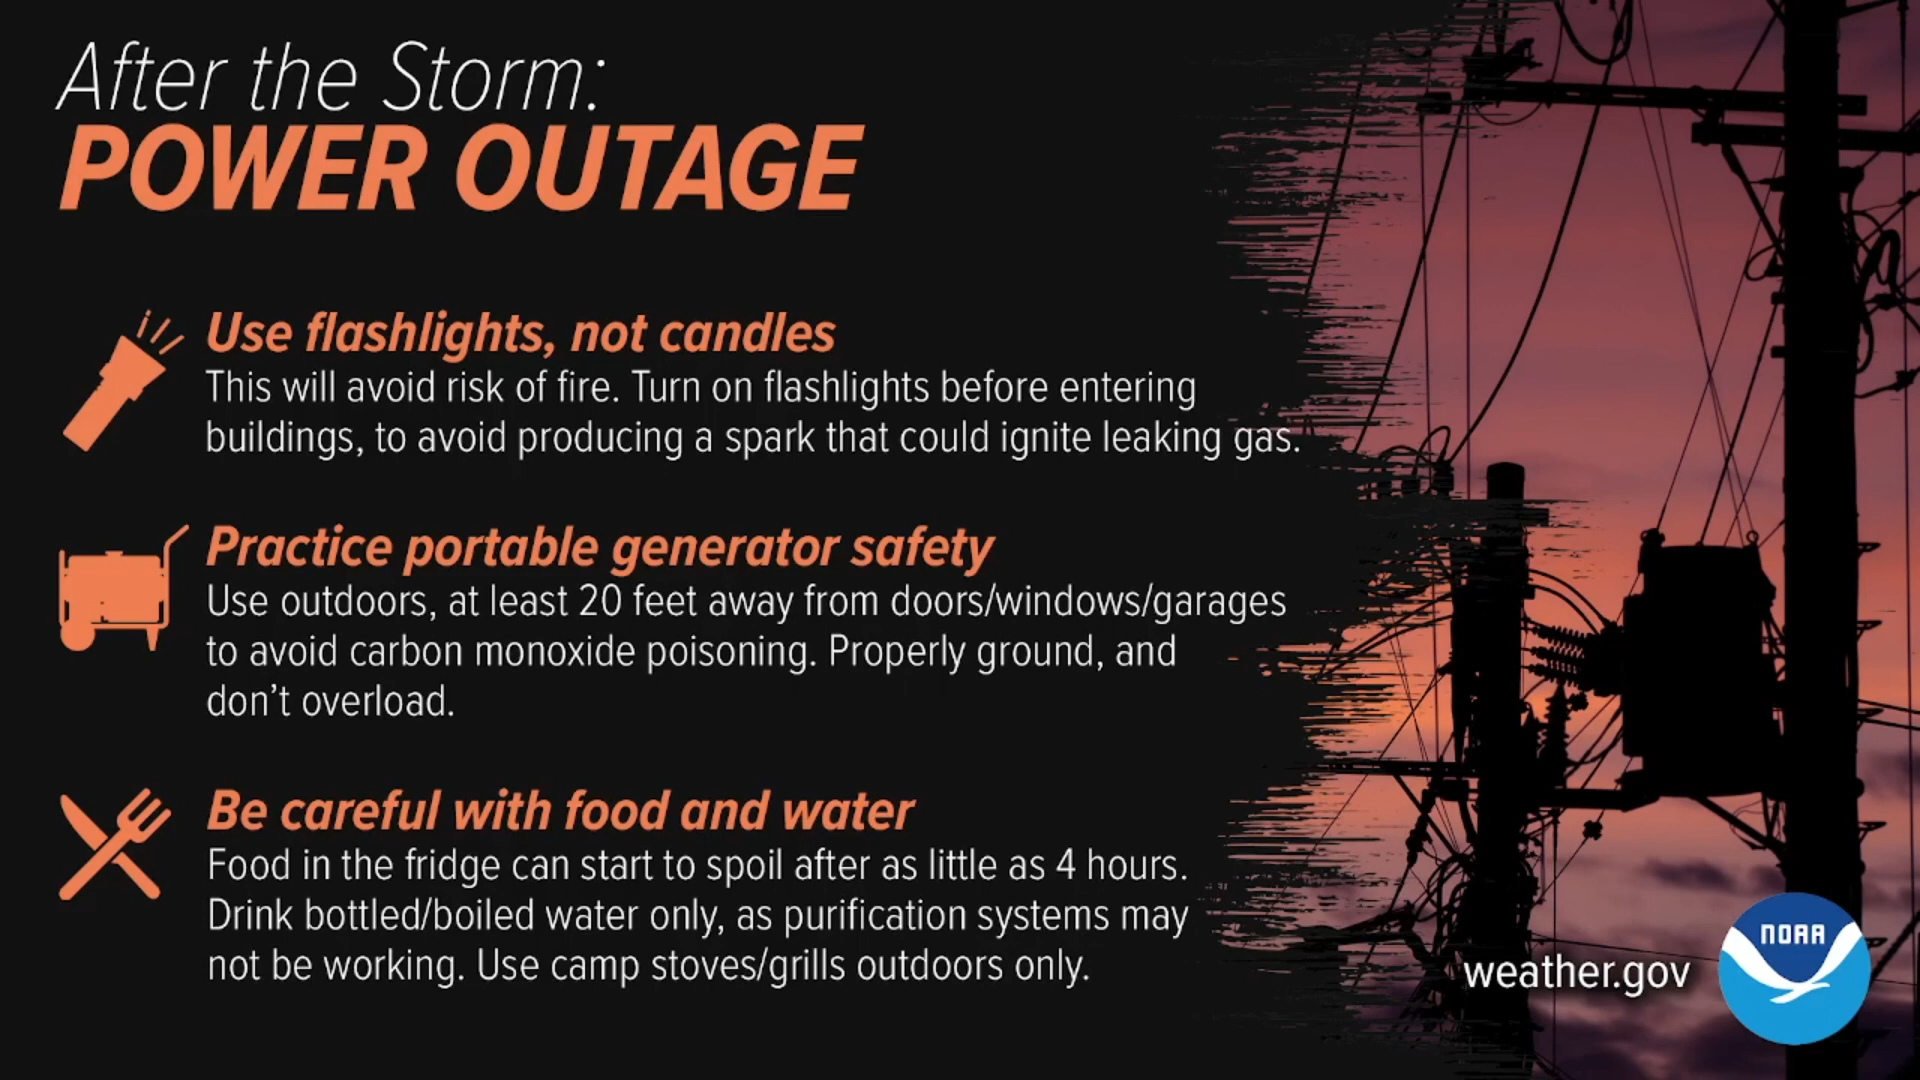 After the Storm:
POWER OUTAGE
Use flashlights, not candles
This will avoid risk of fire. Turn on flashlights before entering
buildings, to avoid producing a spark that could ignite leaking gas.
Practice portable generator safety
Use outdoors, at least 20 feet away from doors/windows/garages
to avoid carbon monoxide poisoning. Properly ground, and
don’t overload.
Be careful with food and water
Food in the fridge can start to spoil after as little as 4 hours.
Drink bottled/boiled water only, as purification systems may
not be working. Use camp stoves/grills outdoors only.
weather.gov
NOAA